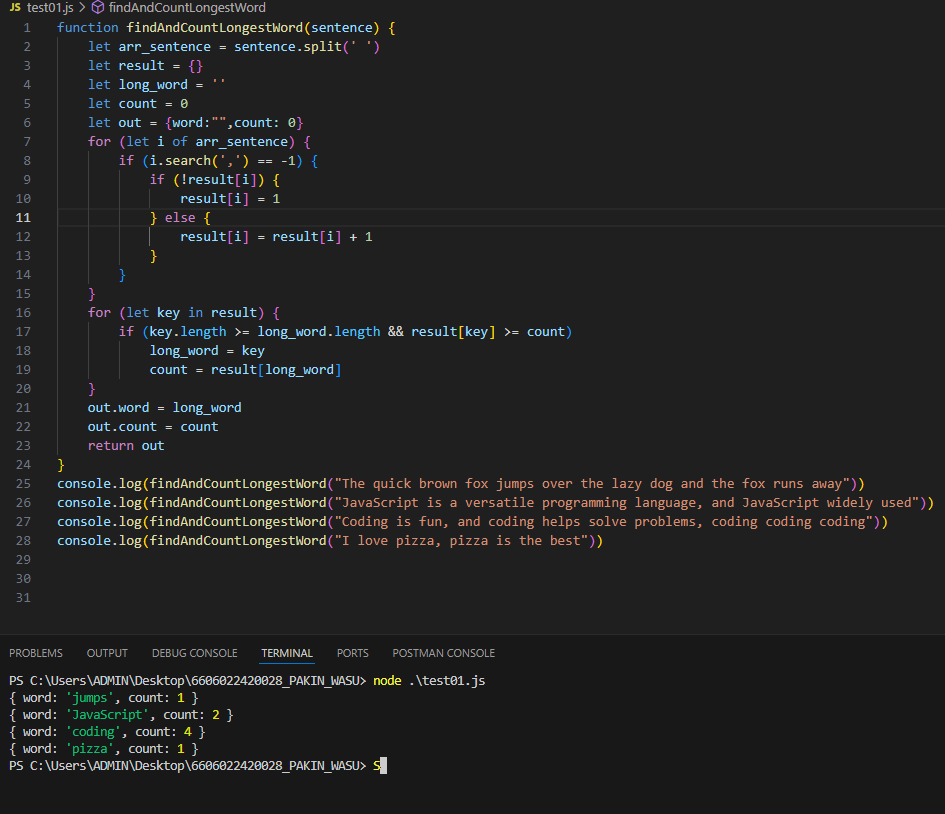 JS test01.js > findAndCountLongestWord
1 function findAndCountLongestWord(sentence) {
2 let arr_sentence = sentence.split(' ')
3 let result = {}
4 let long_word = ''
5 let count = 0
6 let out = {word:"",count: 0}
7 for (let i of arr_sentence) {
8 if (i.search(',') == -1) {
9 if (!result[i]) {
10 result[i] = 1
11 } else {
12 result[i] = result[i] + 1
13 }
14 }
15 }
16 for (let key in result) {
17 if (key.length >= long_word.length && result[key] >= count)
18 long_word = key
19 count = result[long_word]
20 }
21 out.word = long_word
22 out.count = count
23 return out
24 }
25 console.log(findAndCountLongestWord("The quick brown fox jumps over the lazy dog and the fox runs away"))
26 console.log(findAndCountLongestWord("JavaScript is a versatile programming language, and JavaScript widely used"))
27 console.log(findAndCountLongestWord("Coding is fun, and coding helps solve problems, coding coding coding"))
28 console.log(findAndCountLongestWord("I love pizza, pizza is the best"))
29
30
31
PROBLEMS OUTPUT DEBUG CONSOLE TERMINAL PORTS POSTMAN CONSOLE
PS C:\Users\ADMIN\Desktop\6606022420028_PAKIN_WASU> node .\test01.js
{ word: 'jumps', count: 1 }
{ word: 'JavaScript', count: 2 }
{ word: 'coding', count: 4 }
{ word: 'pizza', count: 1 }
PS C:\Users\ADMIN\Desktop\6606022420028_PAKIN_WASU> S